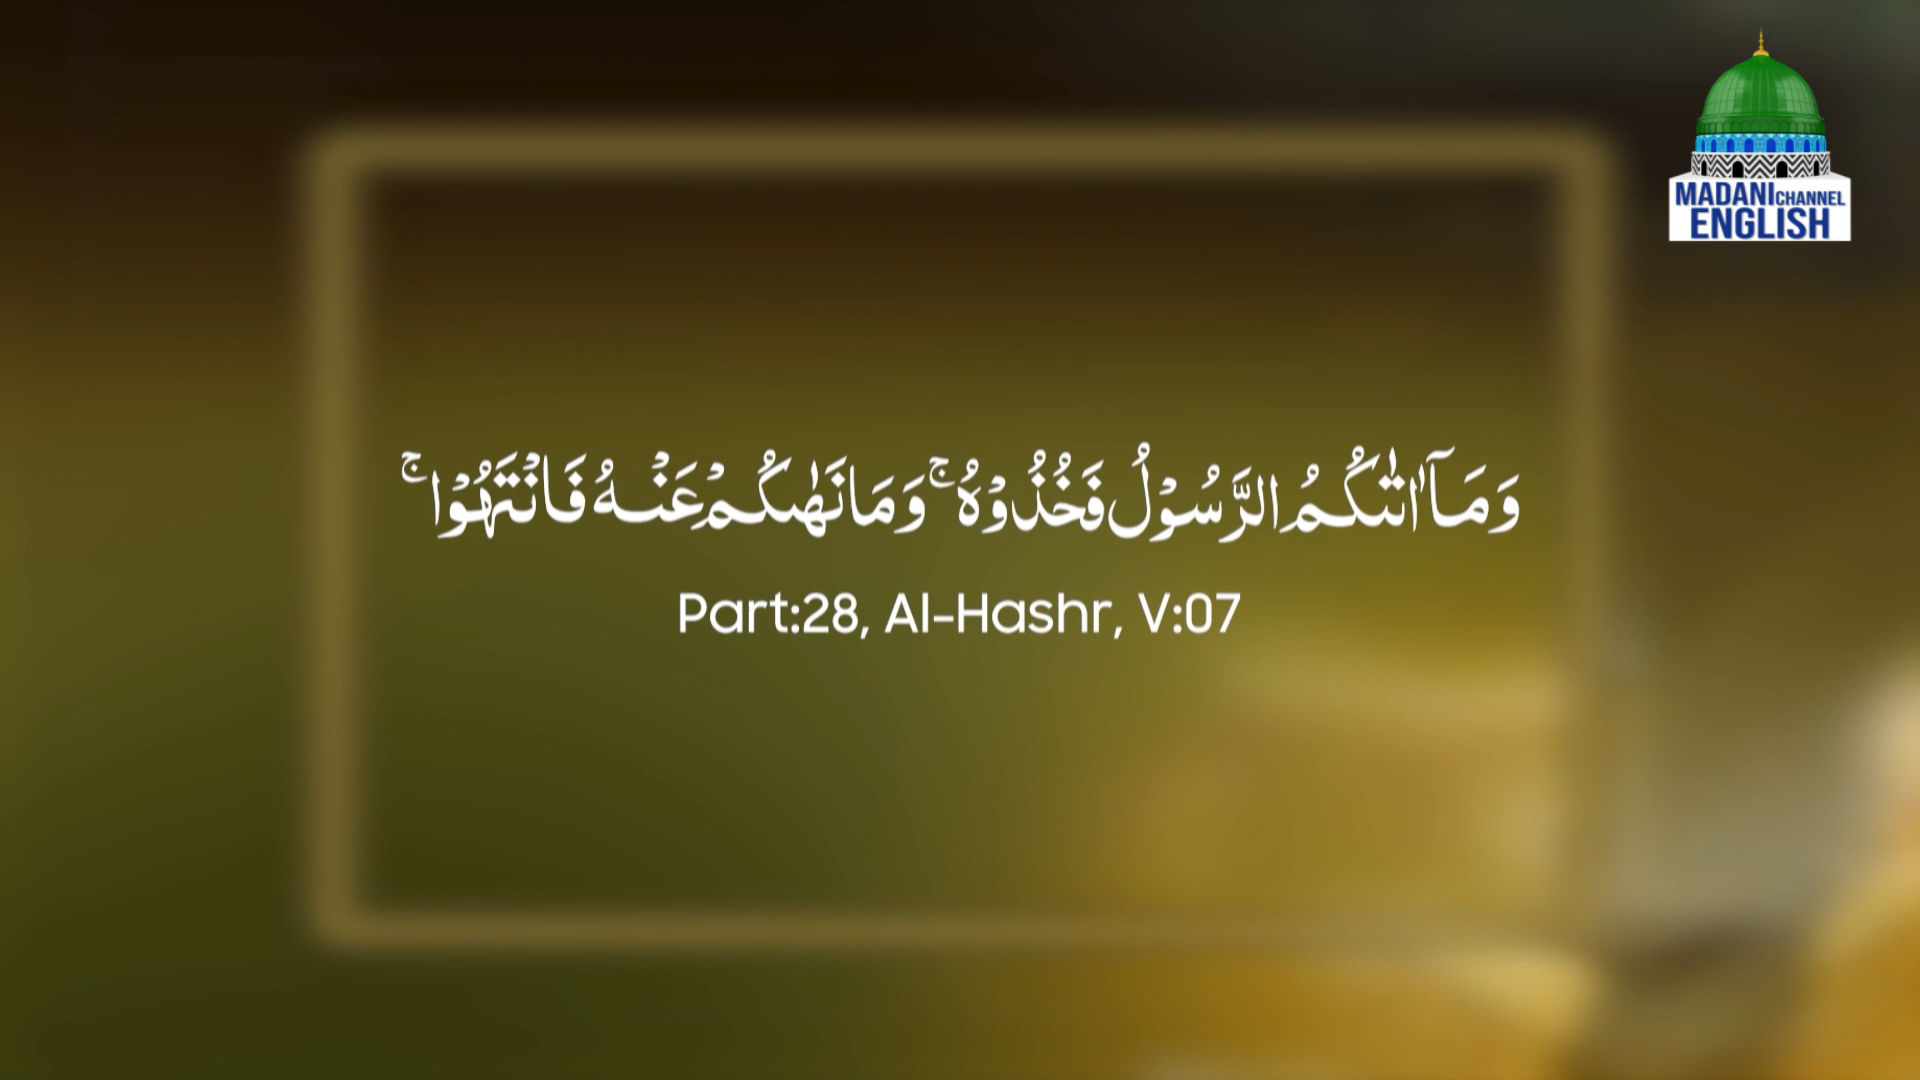 وَمَاۤ اٰتٰىكُمُ الرَّسُوْلُ فَخُذُوْهُ ۚ وَمَا نَهٰىكُمْ عَنْهُ فَانْتَهُوْا ۚ
Part:28, Al-Hashr, V:07
MADANI CHANNEL
ENGLISH